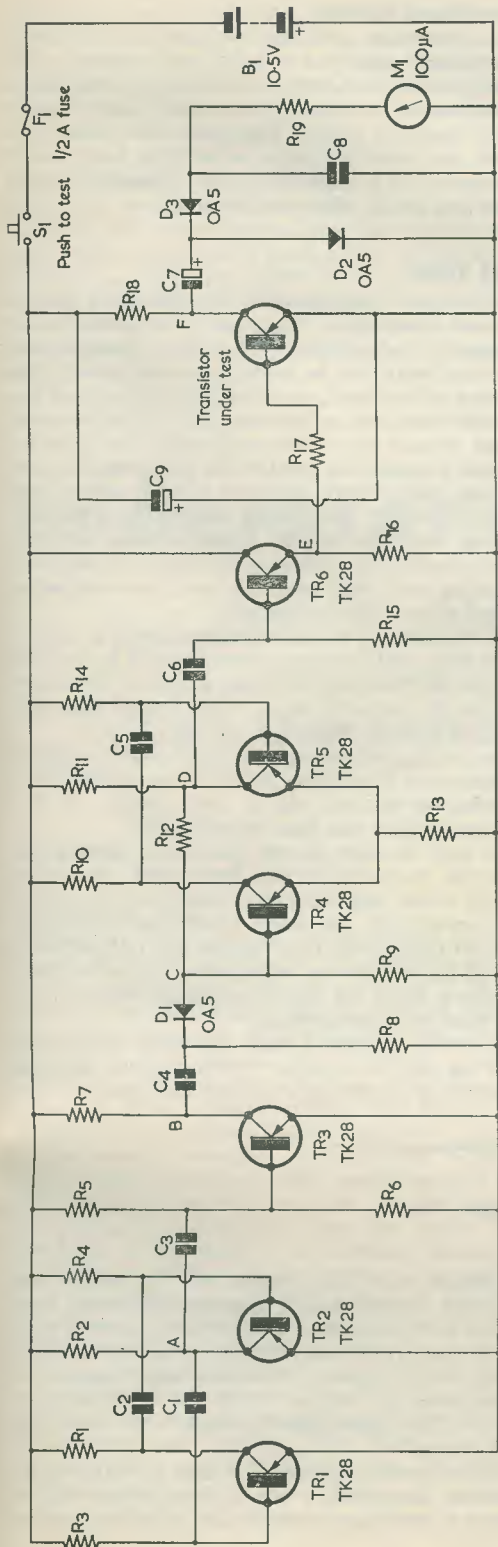 Push to test
S1
1/2 A fuse
F1
B1
10·5V
+
R3
R1
R2
R4
R5
R7
R10
R11
R14
R18
C2
C1
C3
C4
C5
C6
C7
+
C8
C9
+
A
B
C
D
E
F
D1
OA5
D3
OA5
D2
OA5
R12
R17
R19
M1
100µA
Transistor
under test
TR1
TK28
TR2
TK28
TR3
TK28
TR4
TK28
TR5
TK28
TR6
TK28
R6
R8
R9
R13
R15
R16